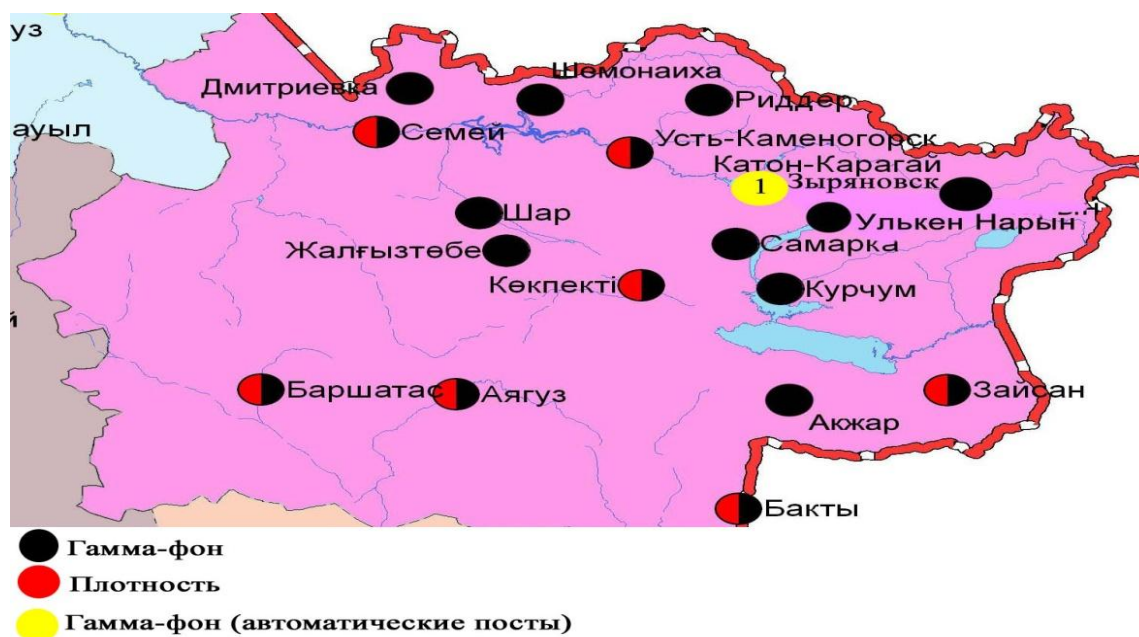 уз
Шемонаиха
Дмитриевка
Риддер
ауыл
Семей
Усть-Каменогорск
Катон-Карагай
1 Зыряновск
Шар
Улькен Нарын
Жалғызтөбе
Самарка
Көкпекті
Курчум
й
Баршатас
Аягуз
Зайсан
Акжар
Бакты
Гамма-фон
Плотность
Гамма-фон (автоматические посты)